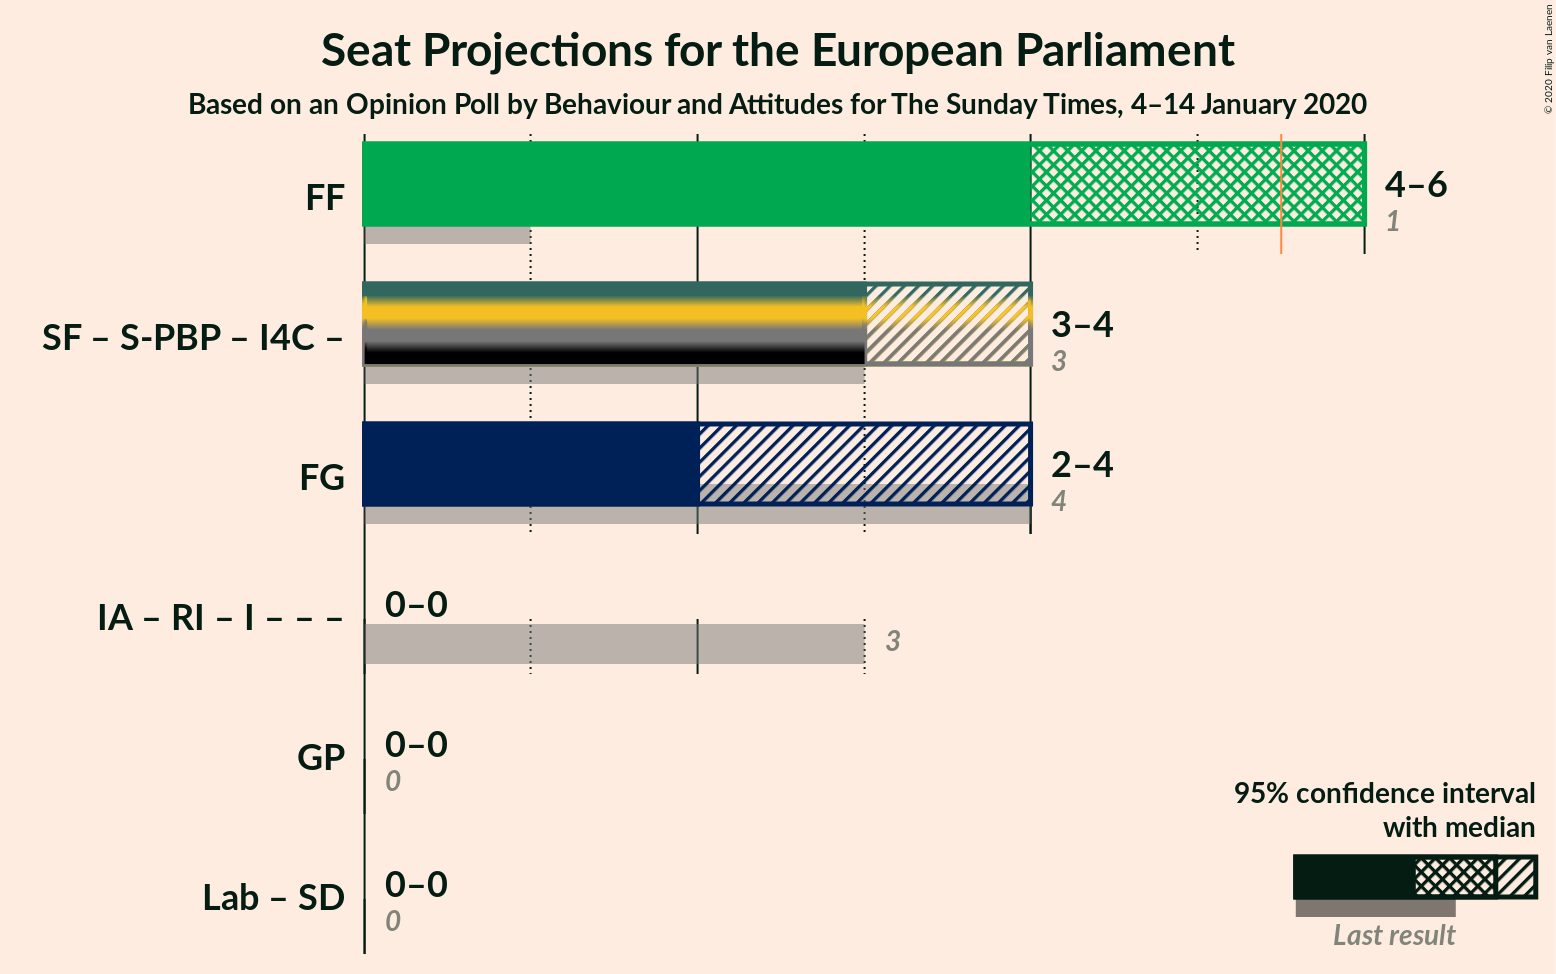 Seat Projections for the European Parliament
Based on an Opinion Poll by Behaviour and Attitudes for The Sunday Times, 4–14 January 2020
© 2020 Filip van Laenen
FF
4–6
1
SF – S-PBP – I4C –
3–4
3
FG
2–4
4
IA – RI – I – – –
0–0
3
GP
0–0
0
Lab – SD
0–0
0
95% confidence interval
with median
Last result